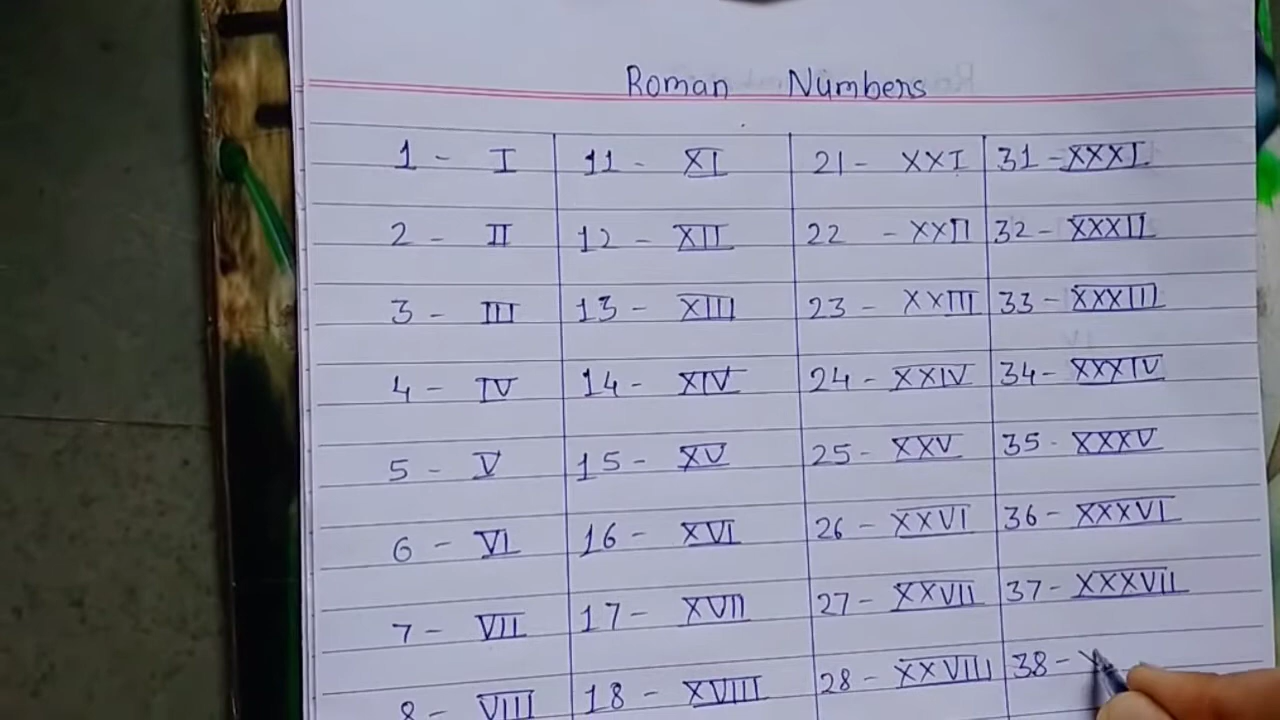 Roman Numbers
1 - I 11 - XI 21 - XXI 31 - XXXI
2 - II 12 - XII 22 - XXII 32 - XXXII
3 - III 13 - XIII 23 - XXIII 33 - XXXIII
4 - IV 14 - XIV 24 - XXIV 34 - XXXIV
5 - V 15 - XV 25 - XXV 35 - XXXV
6 - VI 16 - XVI 26 - XXVI 36 - XXXVI
7 - VII 17 - XVII 27 - XXVII 37 - XXXVII
8 - VIII 18 - XVIII 28 - XXVIII 38 - X